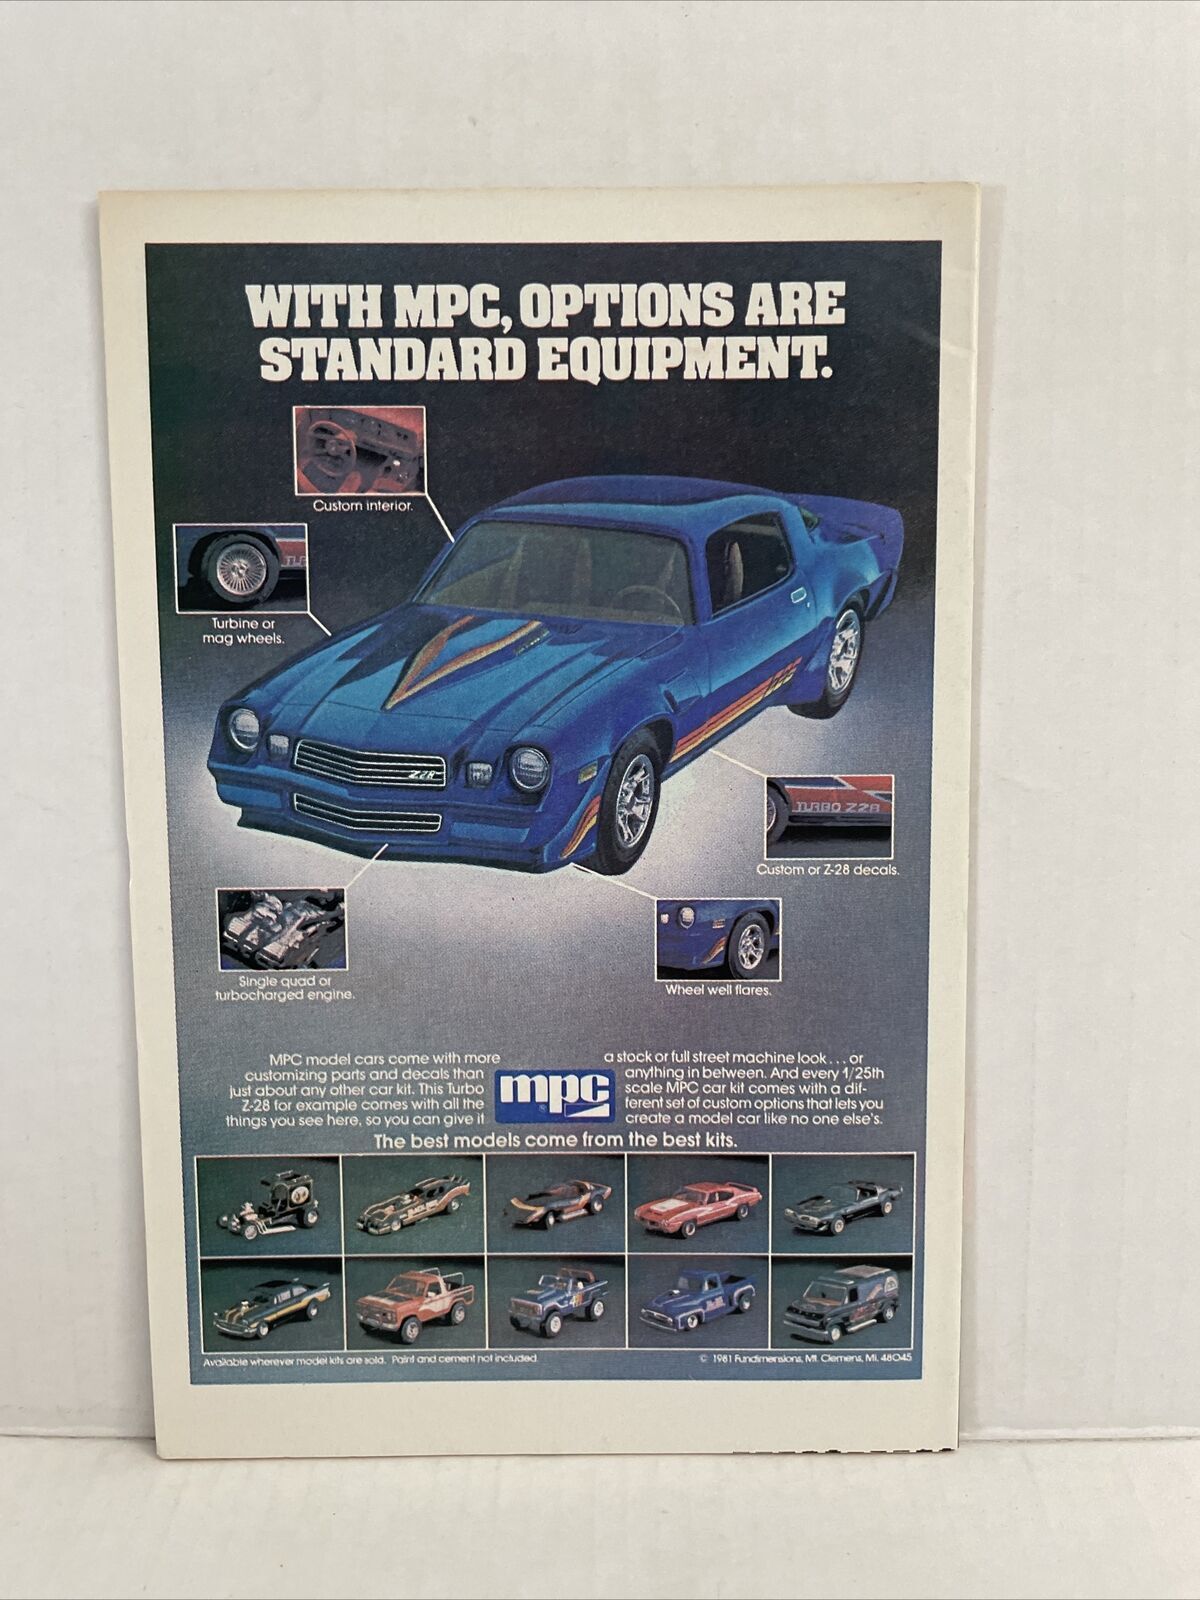 WITH MPC, OPTIONS ARE
STANDARD EQUIPMENT.
Custom interior.
Turbine or
mag wheels.
Z28
TURBO Z28
Custom or Z-28 decals.
Single quad or
turbocharged engine.
Wheel well flares.
MPC model cars come with more
customizing parts and decals than
just about any other car kit. This Turbo
Z-28 for example comes with all the
things you see here, so you can give it
mpc
a stock or full street machine look . . . or
anything in between. And every 1/25th
scale MPC car kit comes with a dif-
ferent set of custom options that lets you
create a model car like no one else's.
The best models come from the best kits.
Available wherever model kits are sold. Paint and cement not included.
© 1981 Fundimensions, Mt. Clemens, Mi. 48045